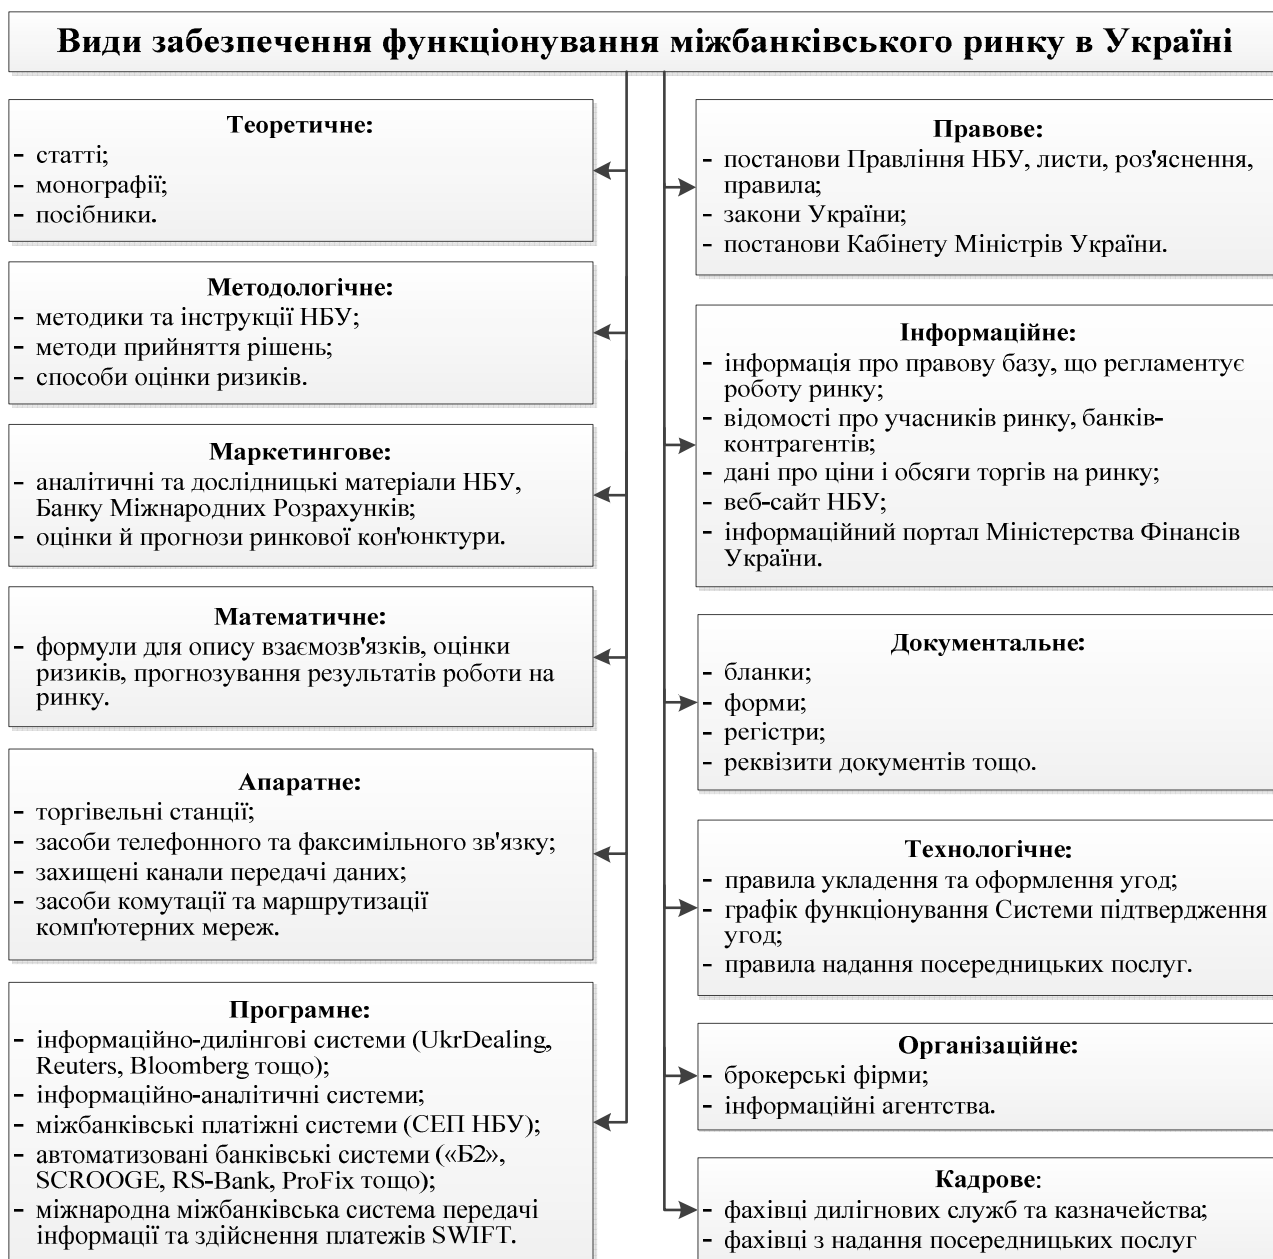 Види забезпечення функціонування міжбанківського ринку в Україні
Теоретичне:
- статті;
- монографії;
- посібники.
Методологічне:
- методики та інструкції НБУ;
- методи прийняття рішень;
- способи оцінки ризиків.
Маркетингове:
- аналітичні та дослідницькі матеріали НБУ,
Банку Міжнародних Розрахунків;
- оцінки й прогнози ринкової кон'юнктури.
Математичне:
- формули для опису взаємозв'язків, оцінки
ризиків, прогнозування результатів роботи на
ринку.
Апаратне:
- торгівельні станції;
- засоби телефонного та факсимільного зв'язку;
- захищені канали передачі даних;
- засоби комутації та маршрутизації
комп'ютерних мереж.
Програмне:
- інформаційно-дилінгові системи (UkrDealing,
Reuters, Bloomberg тощо);
- інформаційно-аналітичні системи;
- міжбанківські платіжні системи (СЕП НБУ);
- автоматизовані банківські системи («Б2»,
SCROOGE, RS-Bank, ProFix тощо);
- міжнародна міжбанківська система передачі
інформації та здійснення платежів SWIFT.
Правове:
- постанови Правління НБУ, листи, роз'яснення,
правила;
- закони України;
- постанови Кабінету Міністрів України.
Інформаційне:
- інформація про правову базу, що регламентує
роботу ринку;
- відомості про учасників ринку, банків-
контрагентів;
- дані про ціни і обсяги торгів на ринку;
- веб-сайт НБУ;
- інформаційний портал Міністерства Фінансів
України.
Документальне:
- бланки;
- форми;
- регістри;
- реквізити документів тощо.
Технологічне:
- правила укладення та оформлення угод;
- графік функціонування Системи підтвердження
угод;
- правила надання посередницьких послуг.
Організаційне:
- брокерські фірми;
- інформаційні агентства.
Кадрове:
- фахівці дилігнових служб та казначейства;
- фахівці з надання посередницьких послуг